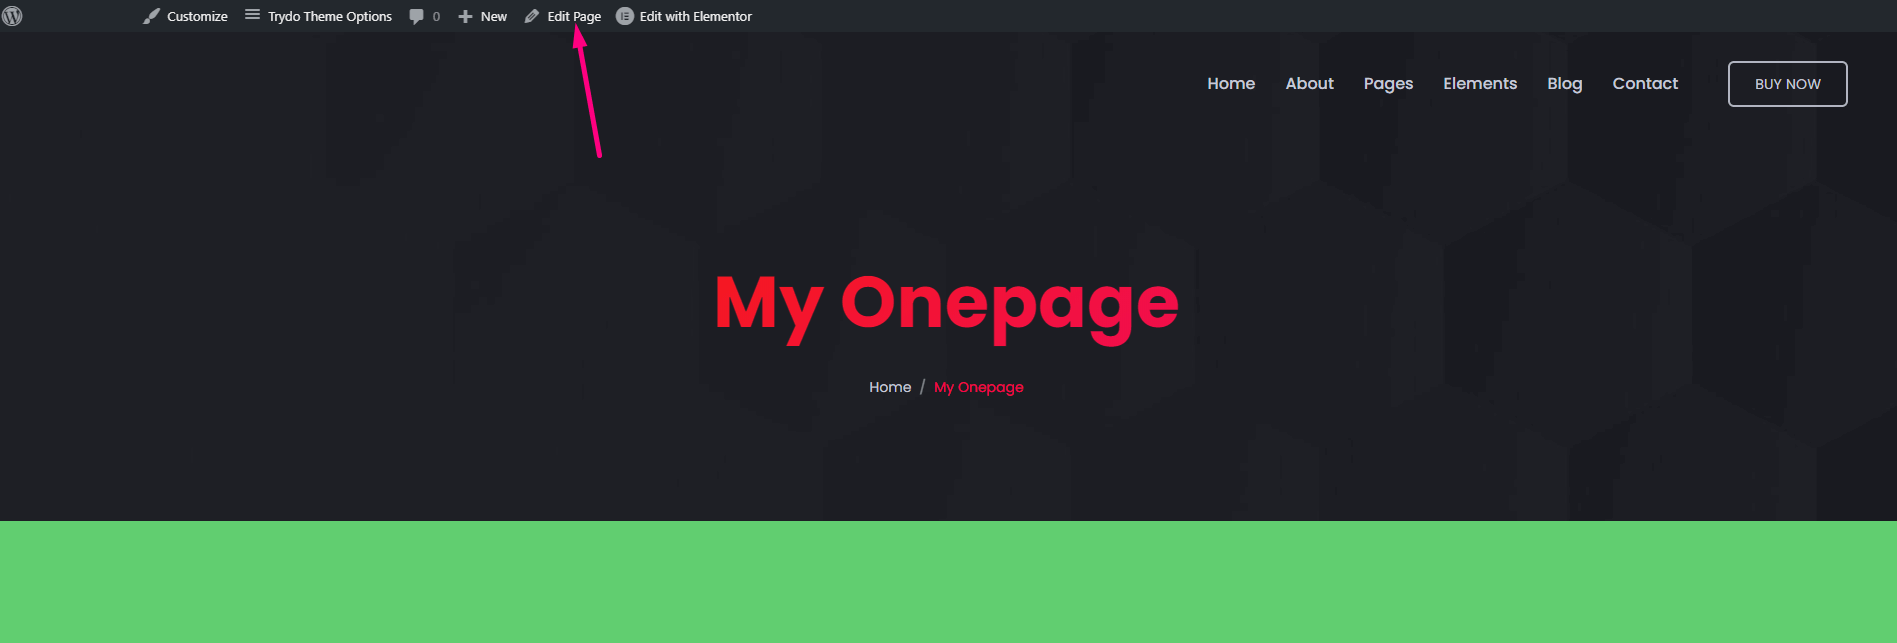 Customize Trydo Theme Options 0 New Edit Page Edit with Elementor
Home About Pages Elements Blog Contact BUY NOW
My Onepage
Home / My Onepage